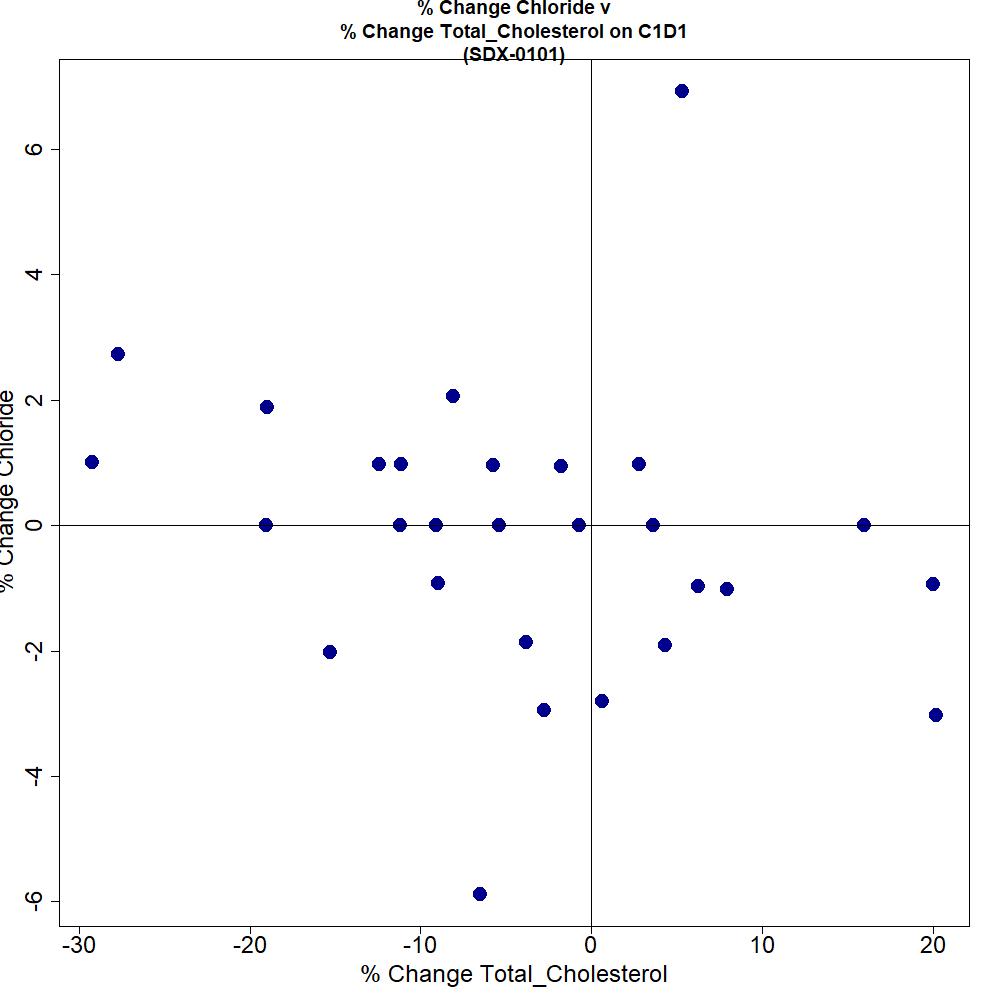 % Change Chloride v
% Change Total_Cholesterol on C1D1
(SDX-0101)
% Change Chloride
6
4
2
0
-2
-4
-6
-30 -20 -10 0 10 20
% Change Total_Cholesterol